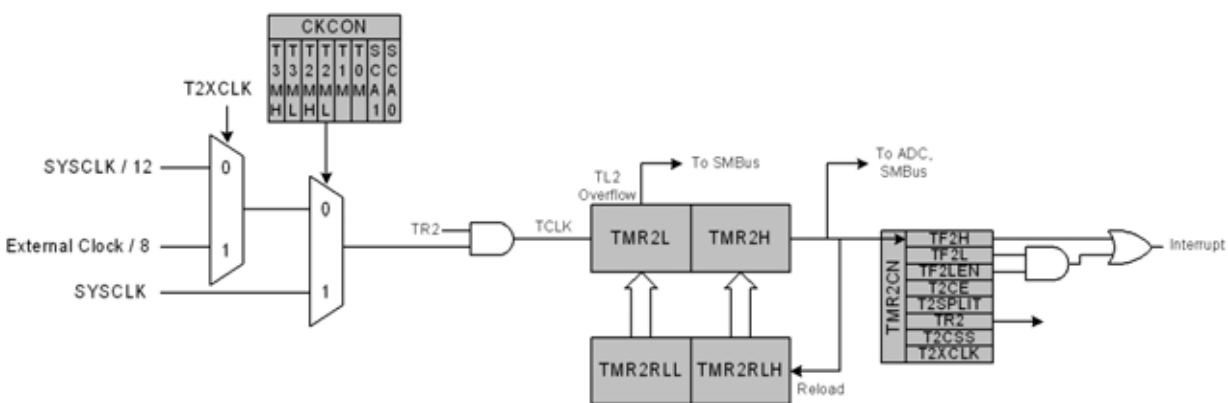 CKCON
T3MH
T3ML
T2MH
T2ML
T1M
T0M
SCA1
SCA0
T2XCLK
SYSCLK / 12
0
External Clock / 8
1
SYSCLK
0
1
TR2
TCLK
TL2
Overflow
To SMBus
To ADC,
SMBus
TMR2L
TMR2H
TMR2RLL
TMR2RLH
Reload
TMR2CN
TF2H
TF2L
TF2LEN
T2CE
T2SPLIT
TR2
T2CSS
T2XCLK
Interrupt